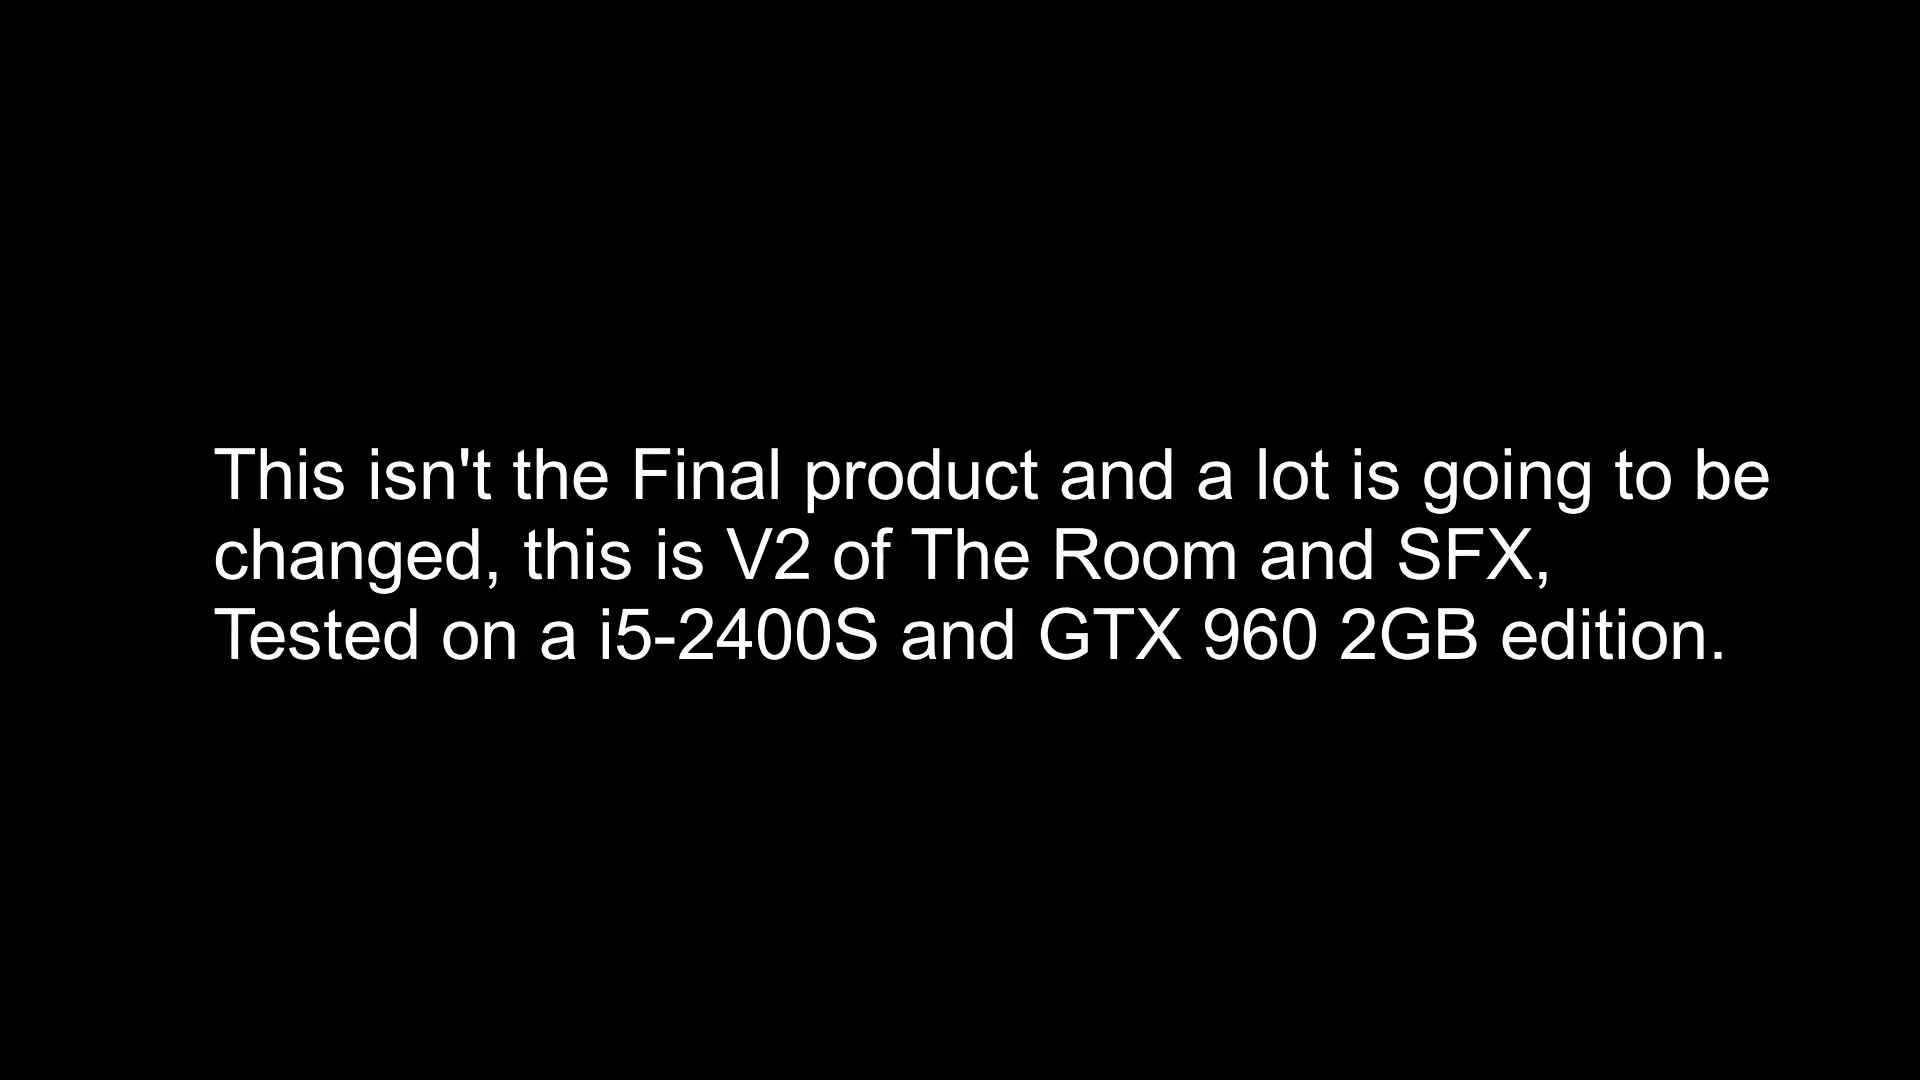 This isn't the Final product and a lot is going to be
changed, this is V2 of The Room and SFX,
Tested on a i5-2400S and GTX 960 2GB edition.